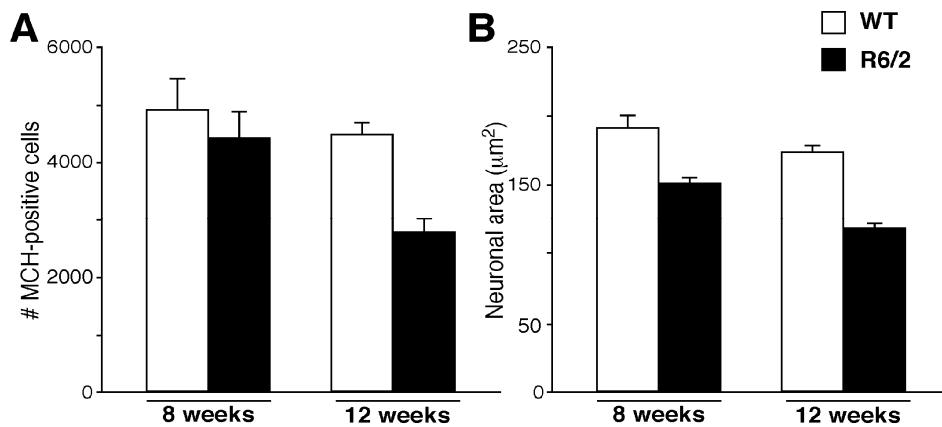 A
6000
4000
2000
0
# MCH-positive cells
8 weeks
12 weeks
B
WT
R6/2
250
150
50
0
Neuronal area (μm²)
8 weeks
12 weeks